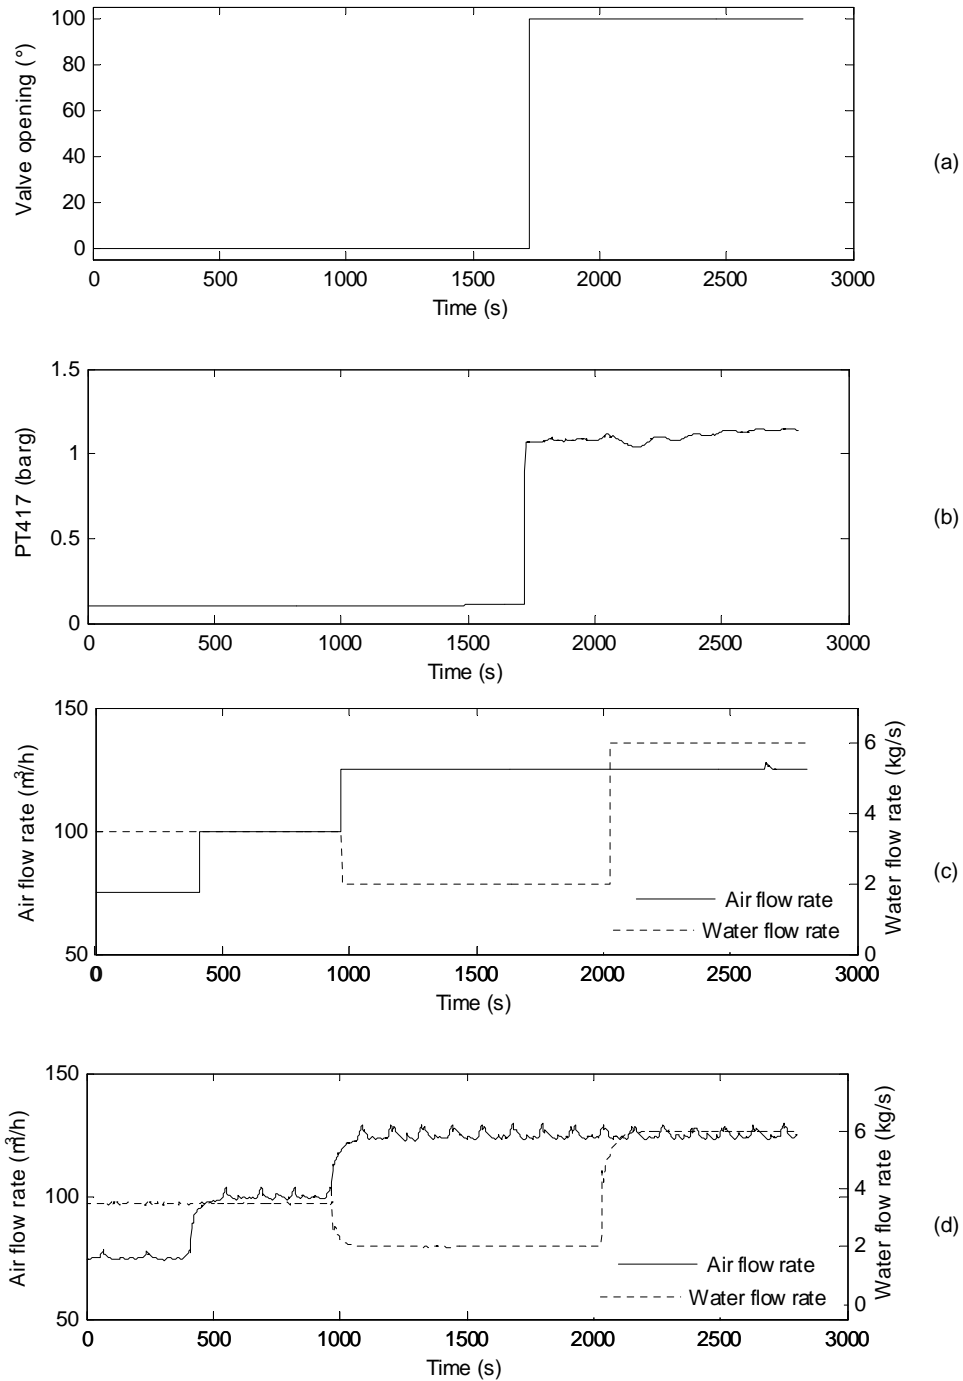 100
80
60
40
20
0
Valve opening (°)
0 500 1000 1500 2000 2500 3000
Time (s)
(a)
1.5
1
0.5
0
PT417 (barg)
0 500 1000 1500 2000 2500 3000
Time (s)
(b)
150
100
50
Air flow rate (m³/h)
6
4
2
0
Water flow rate (kg/s)
Air flow rate
Water flow rate
0 500 1000 1500 2000 2500 3000
Time (s)
(c)
150
100
50
Air flow rate (m³/h)
6
4
2
0
Water flow rate (kg/s)
Air flow rate
Water flow rate
0 500 1000 1500 2000 2500 3000
Time (s)
(d)